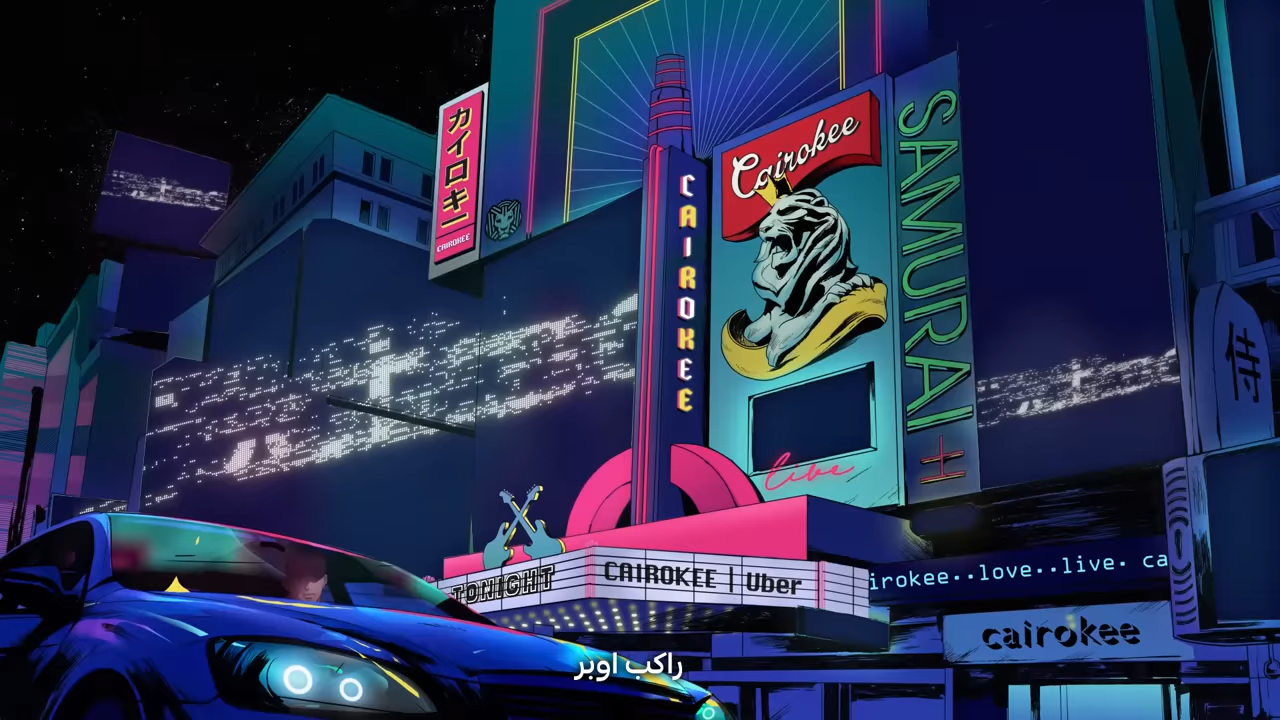 カイロキー
CAIROKEE
CAIROKEE
Cairokee
SAMURAI
live
侍
TONIGHT
CAIROKEE | Uber
irokee..love..live. ca
cairokee
راكب اوبر